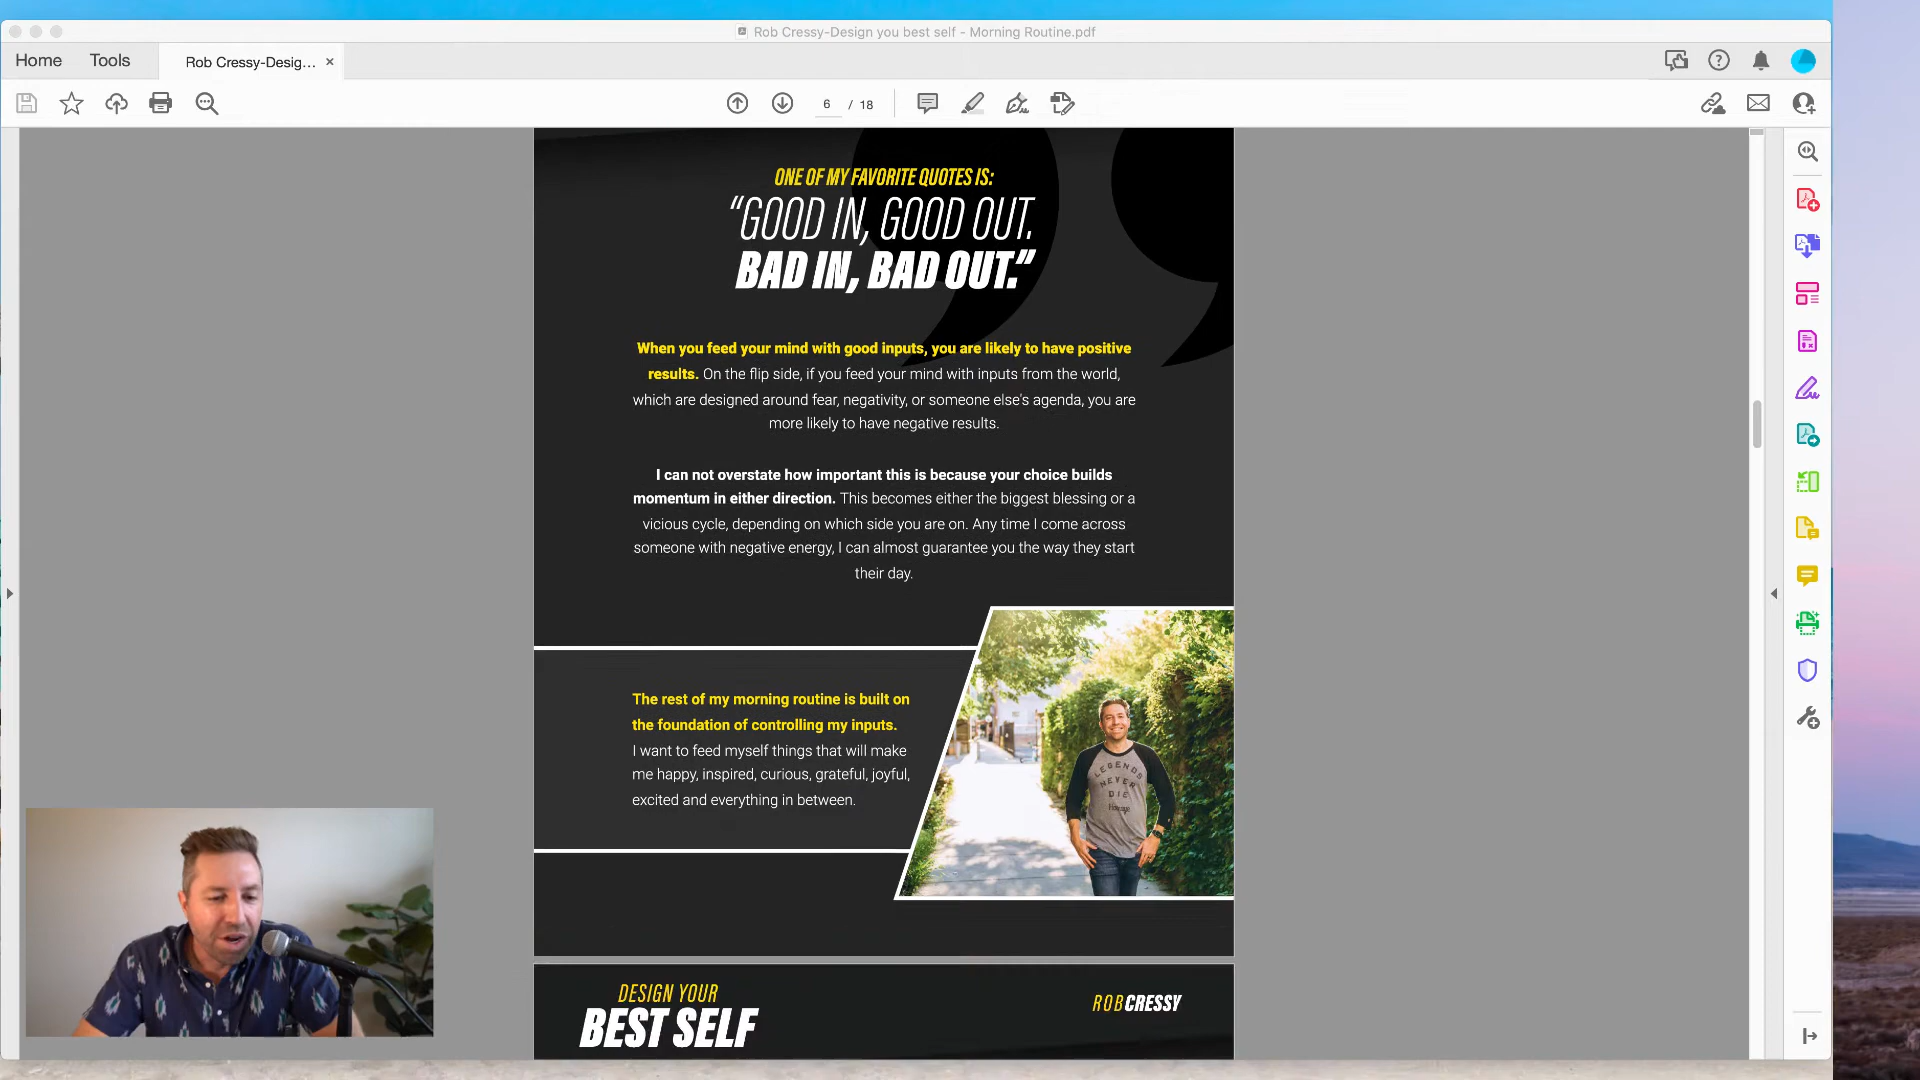 Rob Cressy-Design you best self - Morning Routine.pdf
Home
Tools
Rob Cressy-Desig...
6 / 18
ONE OF MY FAVORITE QUOTES IS:
“GOOD IN, GOOD OUT.
BAD IN, BAD OUT.”
When you feed your mind with good inputs, you are likely to have positive
results. On the flip side, if you feed your mind with inputs from the world,
which are designed around fear, negativity, or someone else's agenda, you are
more likely to have negative results.
I can not overstate how important this is because your choice builds
momentum in either direction. This becomes either the biggest blessing or a
vicious cycle, depending on which side you are on. Any time I come across
someone with negative energy, I can almost guarantee you the way they start
their day.
The rest of my morning routine is built on
the foundation of controlling my inputs.
I want to feed myself things that will make
me happy, inspired, curious, grateful, joyful,
excited and everything in between.
LEGENDS
NEVER
DIE
DESIGN YOUR
BEST SELF
ROBCRESSY